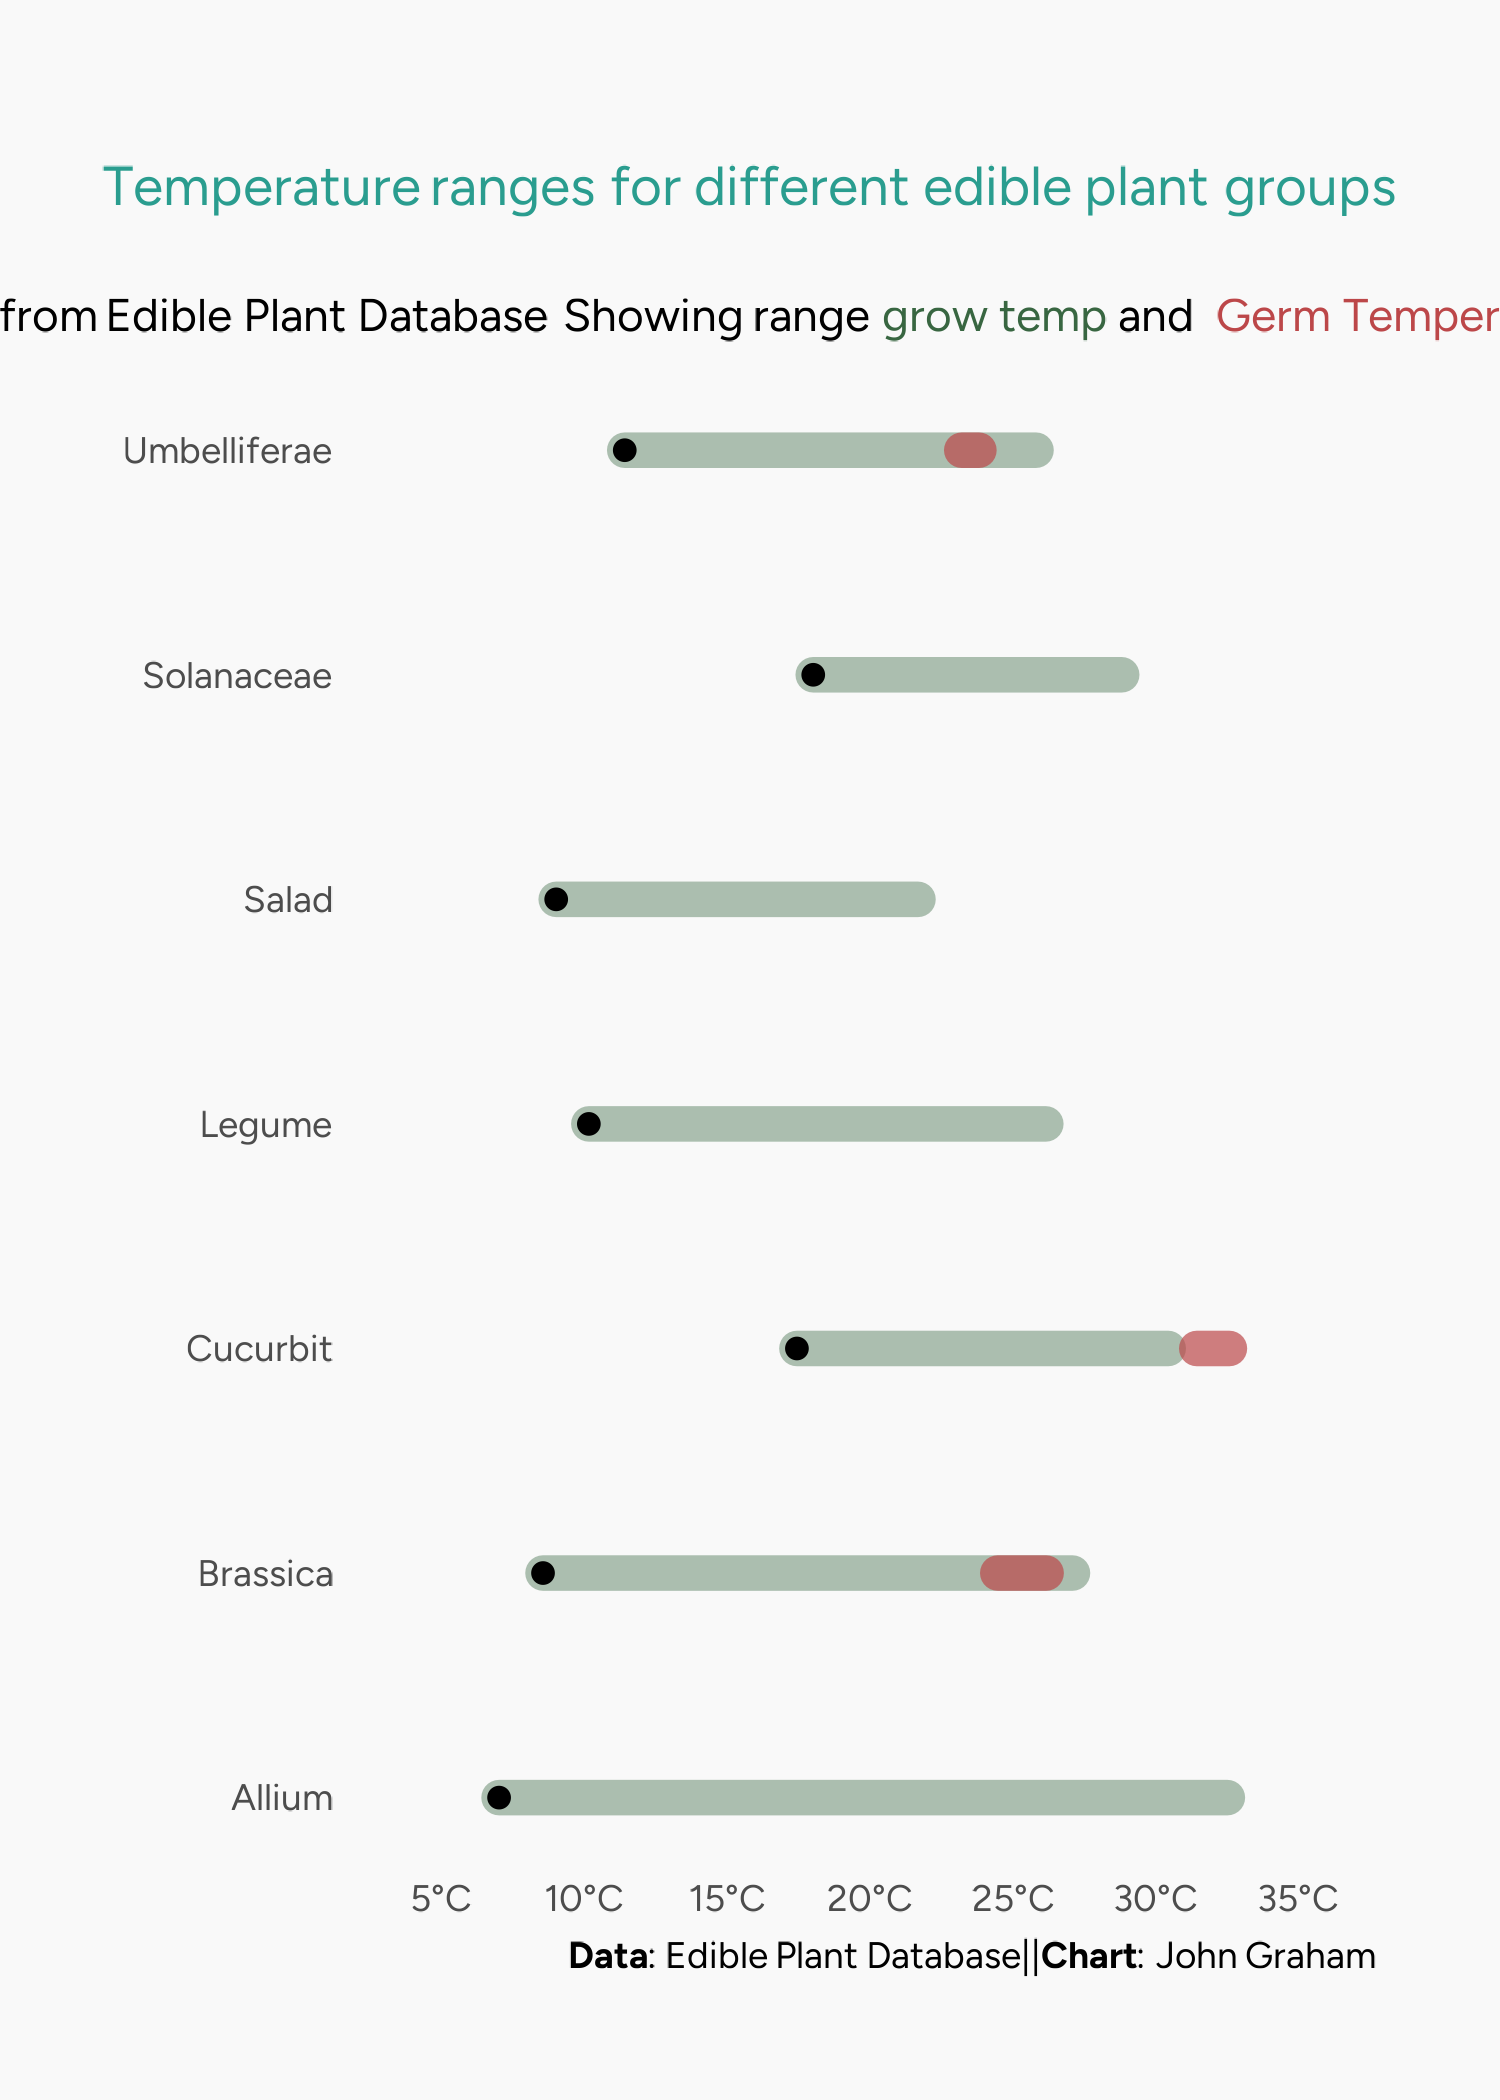 Temperature ranges for different edible plant groups
from Edible Plant Database Showing range grow temp and Germ Temper
Umbelliferae
Solanaceae
Salad
Legume
Cucurbit
Brassica
Allium
5°C 10°C 15°C 20°C 25°C 30°C 35°C
Data: Edible Plant Database||Chart: John Graham